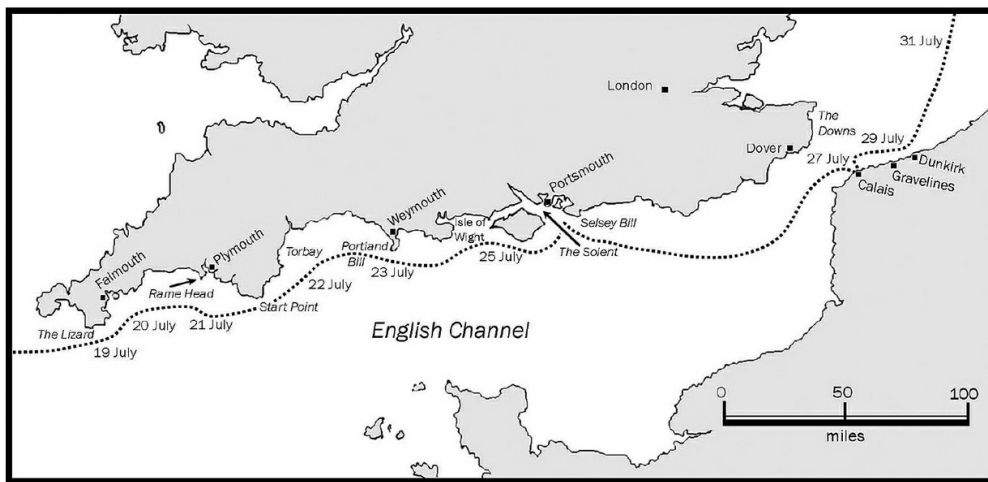 31 July
London
The
Downs
29 July
Dover
27 July
Dunkirk
Gravelines
Calais
Portsmouth
Selsey Bill
Weymouth
Isle of
Wight
The Solent
Portland
Bill
25 July
23 July
Torbay
22 July
Plymouth
Falmouth
Rame Head
Start Point
20 July
21 July
The Lizard
19 July
English Channel
0
50
100
miles